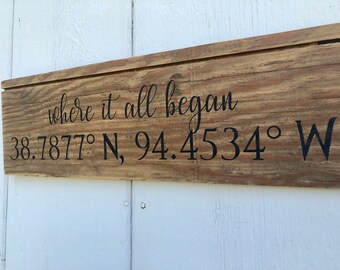 where it all began
38.7877° N, 94.4534° W